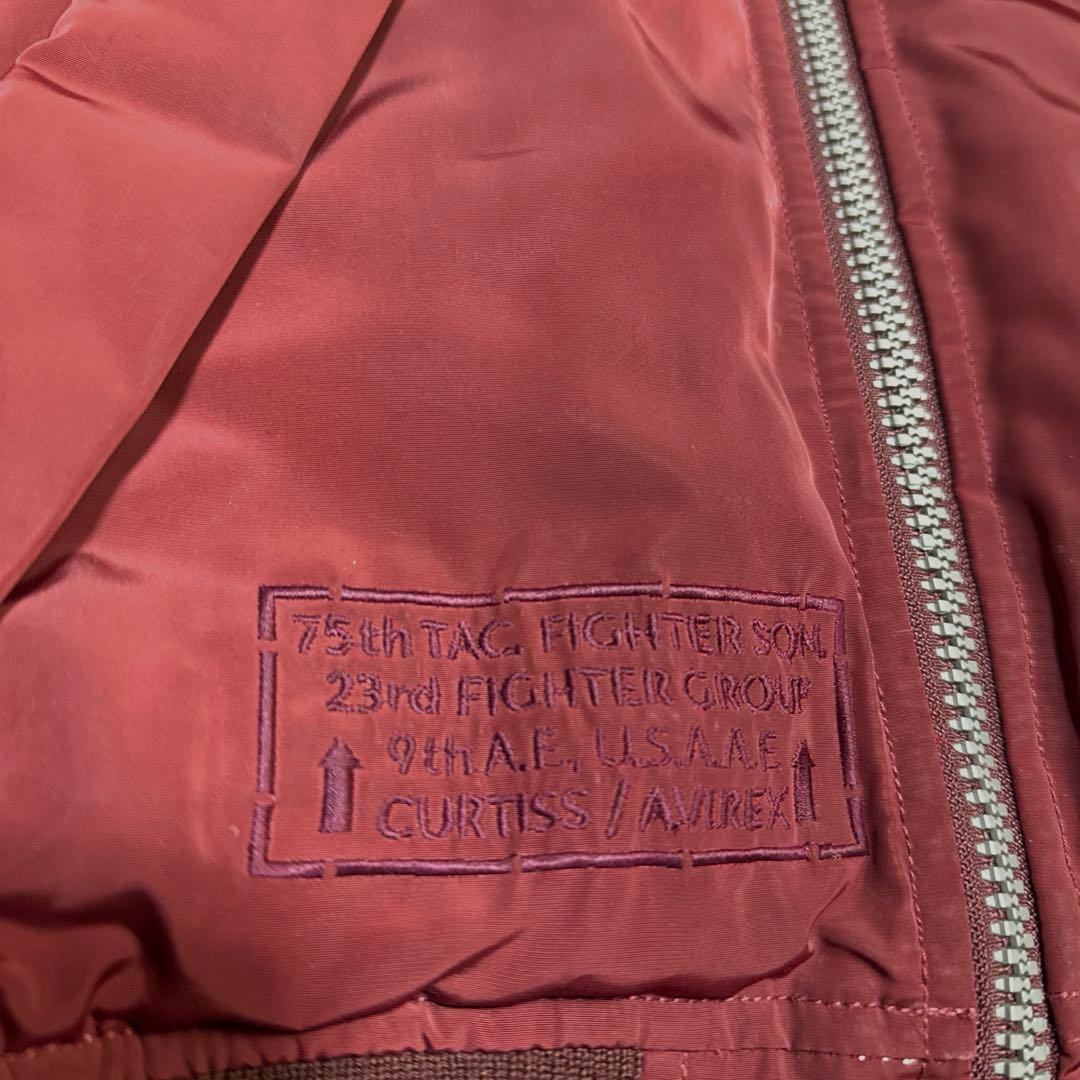 75th TAC. FIGHTER SQN.
23rd FIGHTER GROUP
9th.A.F., U.S.A.A.F
CURTISS / AVIREX